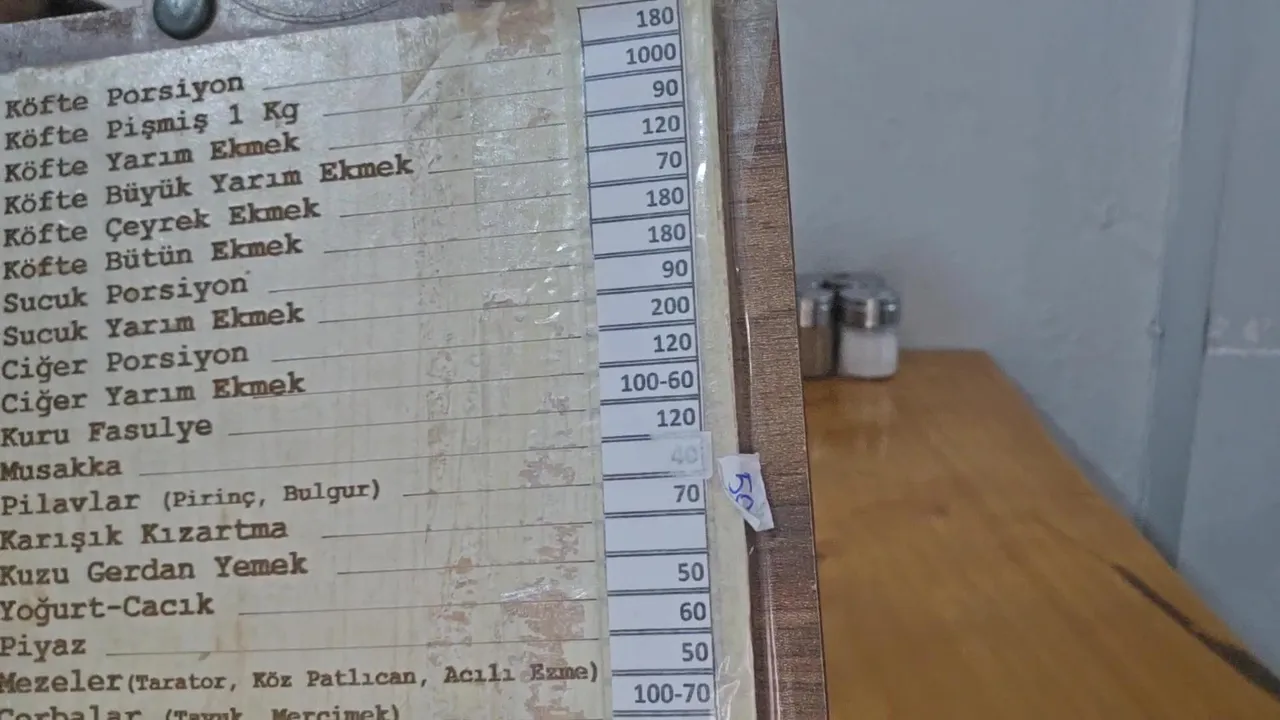 Köfte Porsiyon 180
Köfte Pişmiş 1 Kg 1000
Köfte Yarım Ekmek 90
Köfte Büyük Yarım Ekmek 120
Köfte Çeyrek Ekmek 70
Köfte Bütün Ekmek 180
Sucuk Porsiyon 180
Sucuk Yarım Ekmek 90
Ciğer Porsiyon 200
Ciğer Yarım Ekmek 120
Kuru Fasulye 100-60
Musakka 120
Pilavlar (Pirinç, Bulgur) 40 50
Karışık Kızartma 70
Kuzu Gerdan Yemek
Yoğurt-Cacık 50
Piyaz 60
Mezeler (Tarator, Köz Patlıcan, Acılı Ezme) 50
Çorbalar (Tavuk, Mercimek) 100-70